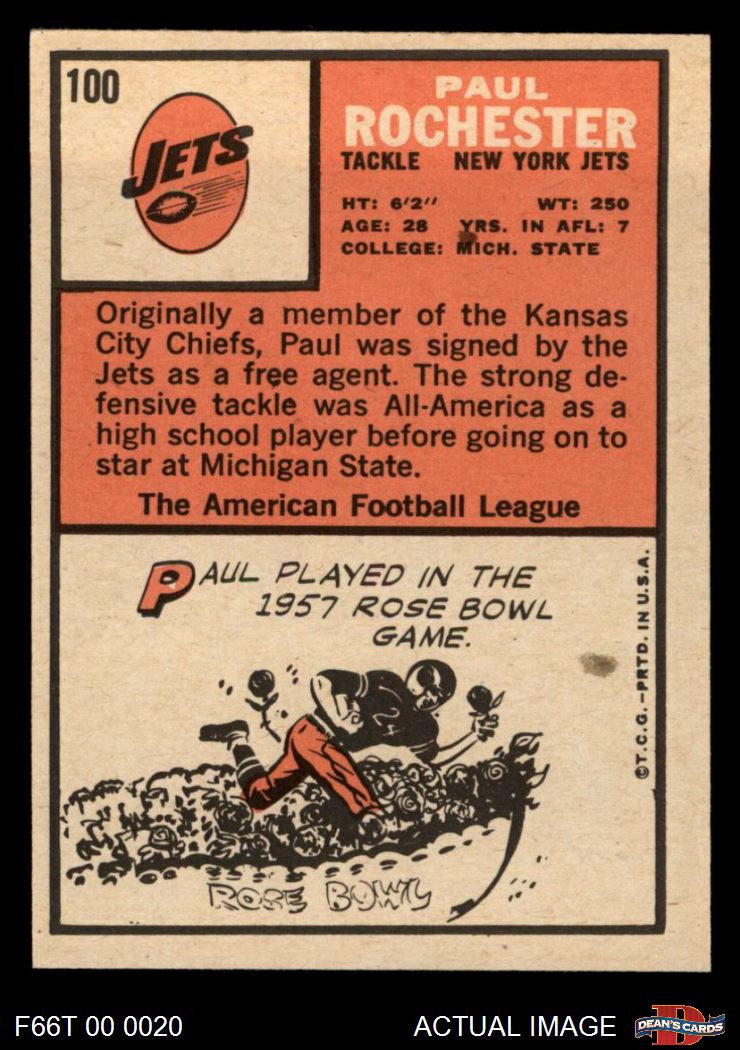 100
JETS
PAUL
ROCHESTER
TACKLE NEW YORK JETS
HT: 6'2" WT: 250
AGE: 28 YRS. IN AFL: 7
COLLEGE: MICH. STATE
Originally a member of the Kansas
City Chiefs, Paul was signed by the
Jets as a free agent. The strong de-
fensive tackle was All-America as a
high school player before going on to
star at Michigan State.
The American Football League
PAUL PLAYED IN THE
1957 ROSE BOWL
GAME.
©T.C.G.-PRTD. IN U.S.A.
ROSE BOWL
F66T 00 0020
ACTUAL IMAGE
D
DEAN'S CARDS